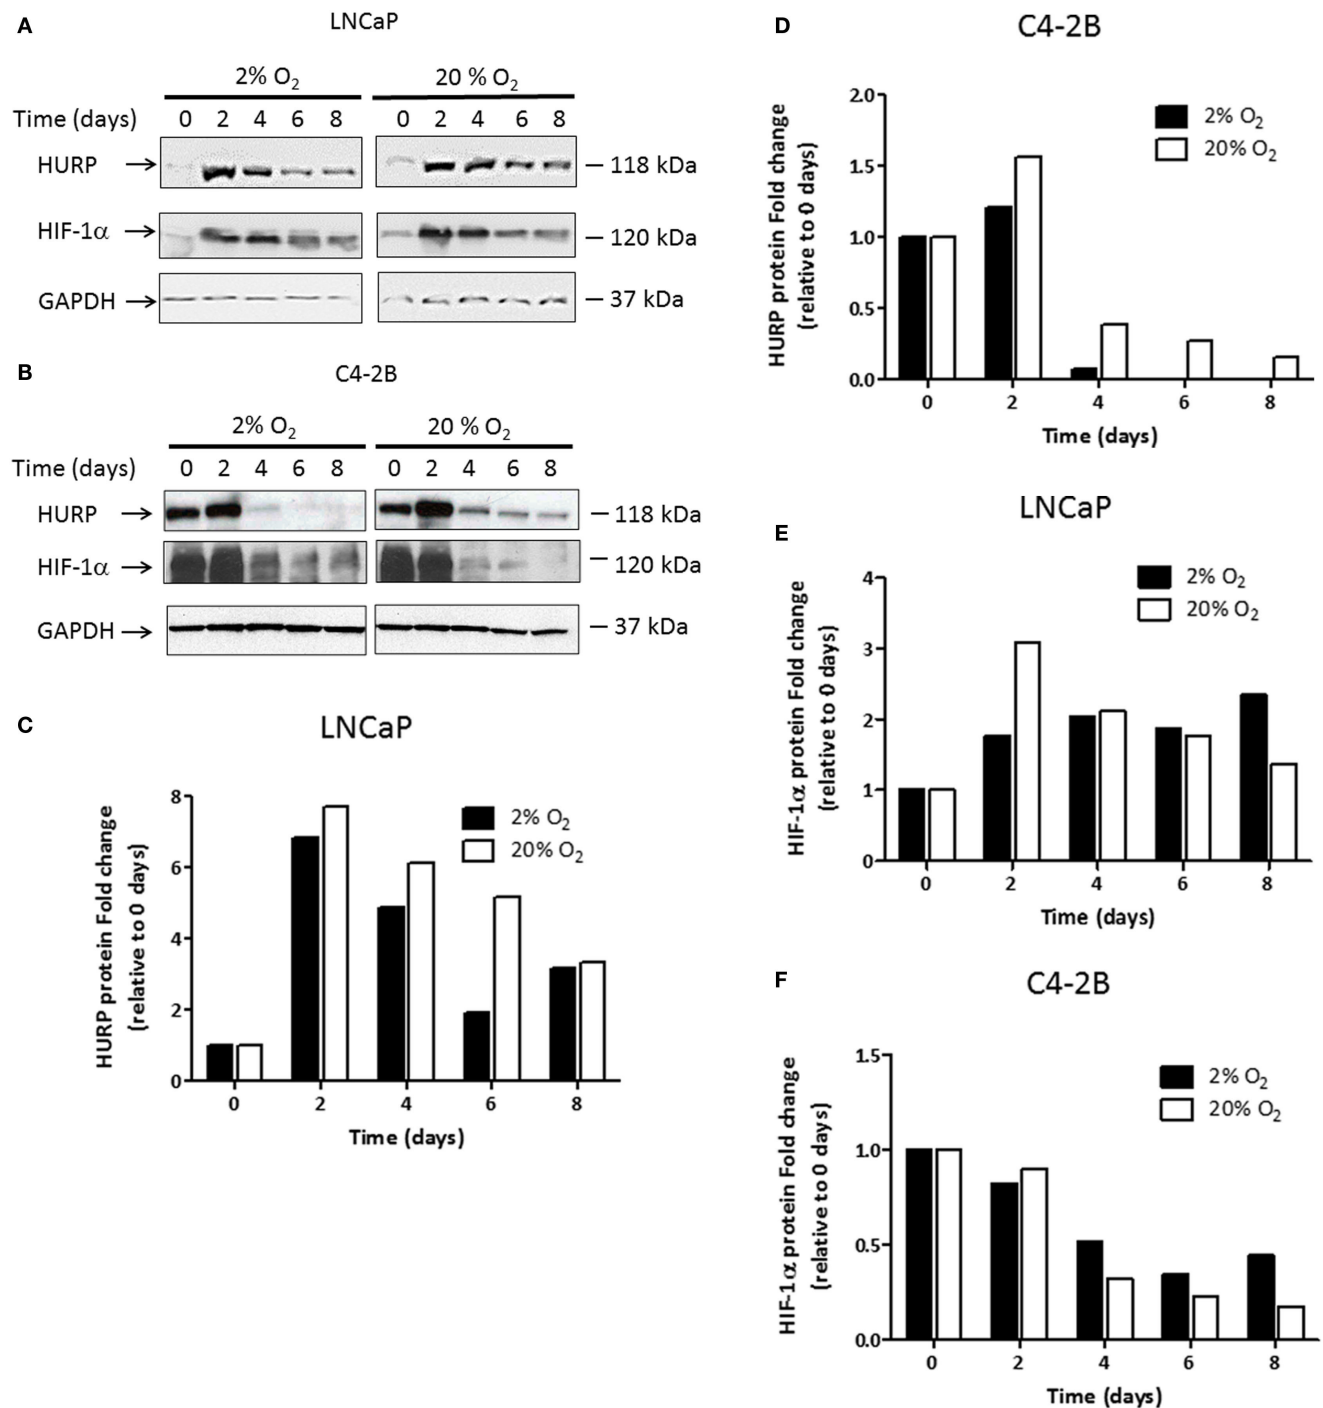 A
LNCaP
2% O2 20 % O2
Time (days) 0 2 4 6 8 0 2 4 6 8
HURP → — 118 kDa
HIF-1α → — 120 kDa
GAPDH → — 37 kDa
B
C4-2B
2% O2 20 % O2
Time (days) 0 2 4 6 8 0 2 4 6 8
HURP → — 118 kDa
HIF-1α → — 120 kDa
GAPDH → — 37 kDa
C
LNCaP
HURP protein Fold change
(relative to 0 days)
8
6
4
2
0
2% O2
20% O2
0 2 4 6 8
Time (days)
D
C4-2B
HURP protein Fold change
(relative to 0 days)
2.0
1.5
1.0
0.5
0.0
2% O2
20% O2
0 2 4 6 8
Time (days)
E
LNCaP
HIF-1α protein Fold change
(relative to 0 days)
4
3
2
1
0
2% O2
20% O2
0 2 4 6 8
Time (days)
F
C4-2B
HIF-1α protein Fold change
(relative to 0 days)
1.5
1.0
0.5
0.0
2% O2
20% O2
0 2 4 6 8
Time (days)